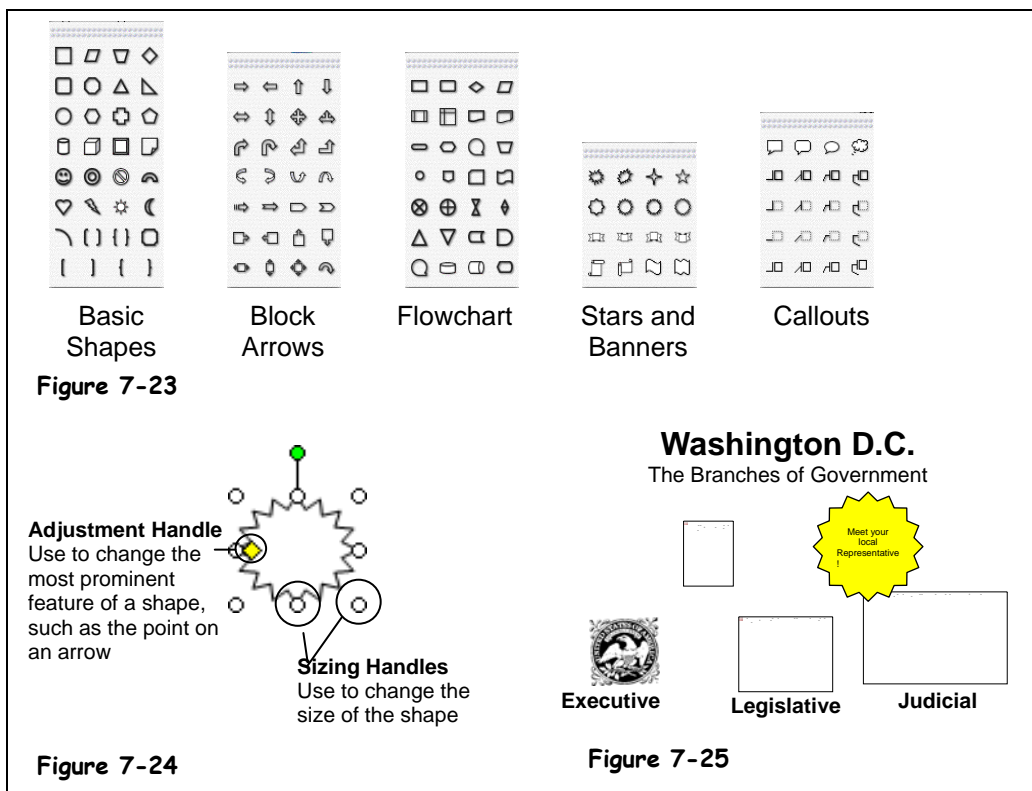 Basic
Shapes
Block
Arrows
Flowchart
Stars and
Banners
Callouts
Figure 7-23
Adjustment Handle
Use to change the
most prominent
feature of a shape,
such as the point on
an arrow
Sizing Handles
Use to change the
size of the shape
Figure 7-24
Washington D.C.
The Branches of Government
Meet your
local
Representative
!
Executive
Legislative
Judicial
Figure 7-25